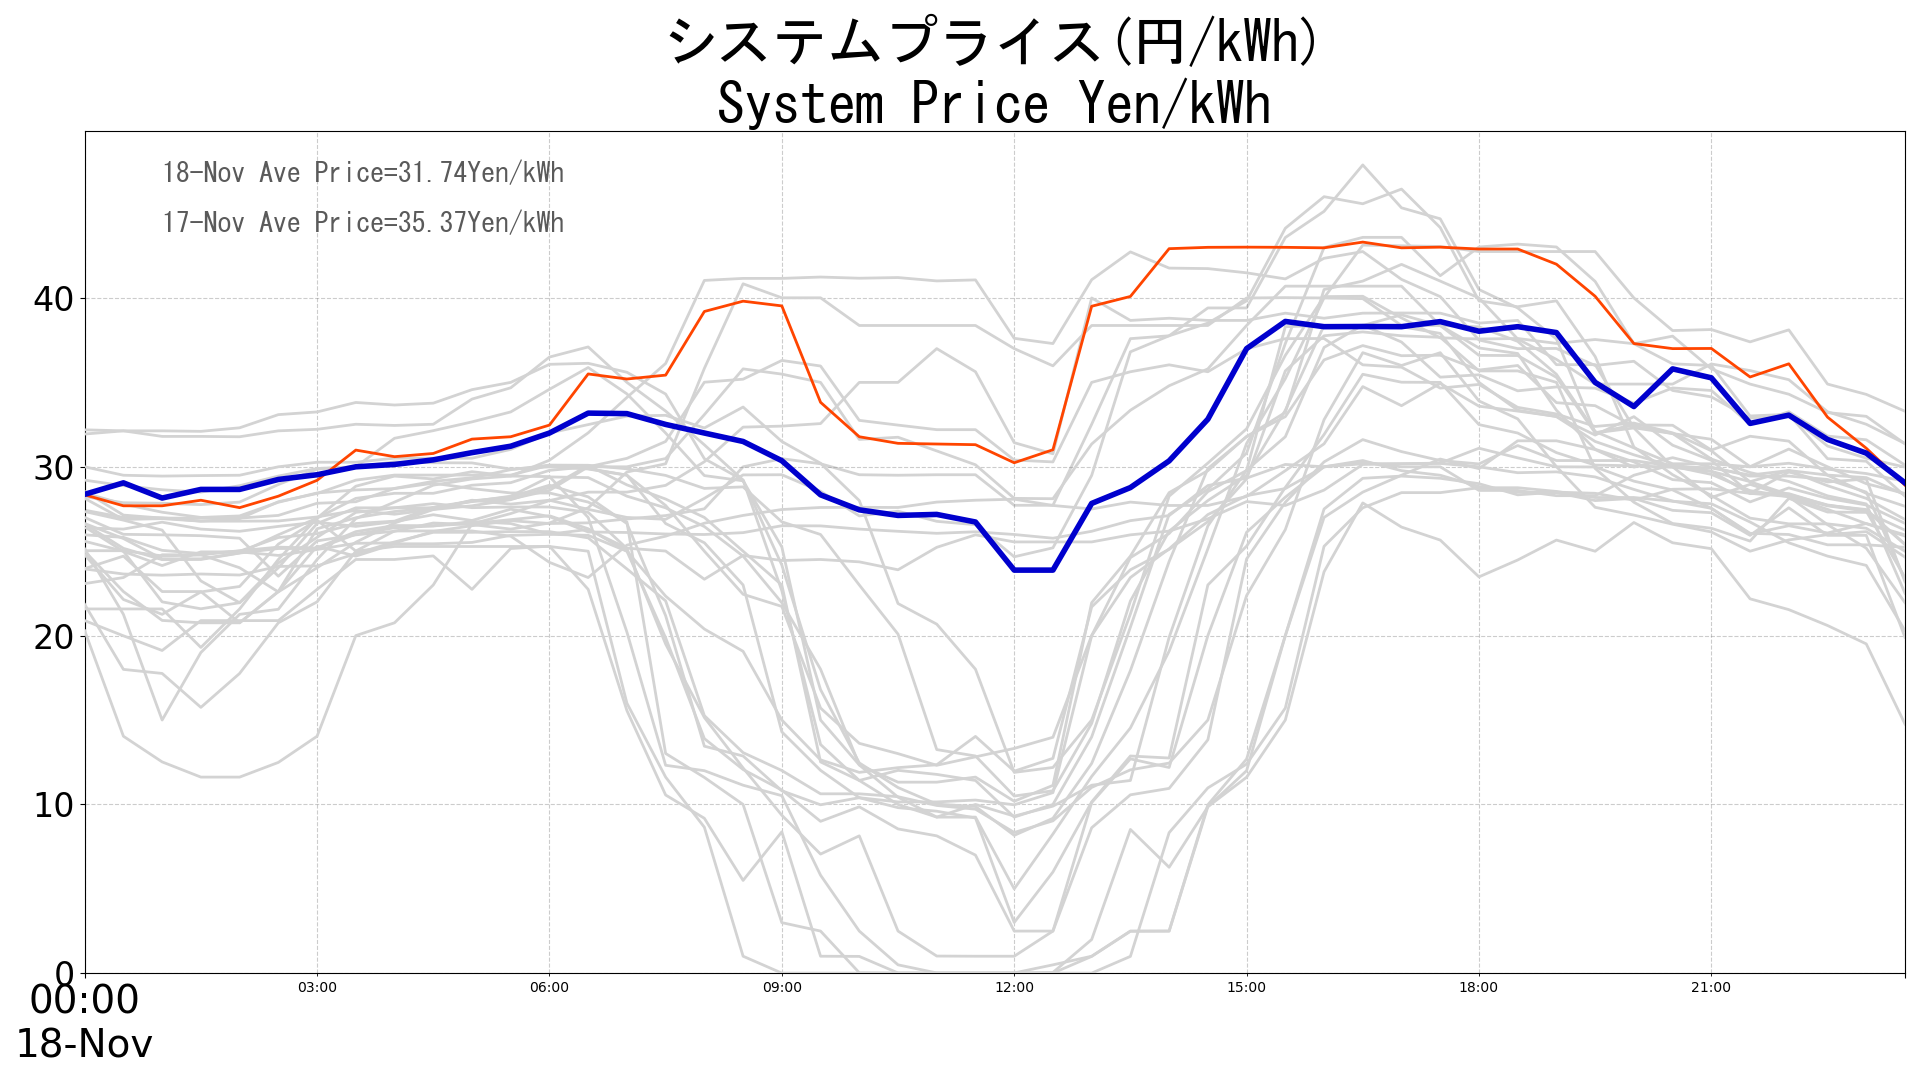 システムプライス(円/kWh)
System Price Yen/kWh
18-Nov Ave Price=31.74Yen/kWh
17-Nov Ave Price=35.37Yen/kWh
40
30
20
10
0
00:00 03:00 06:00 09:00 12:00 15:00 18:00 21:00
18-Nov